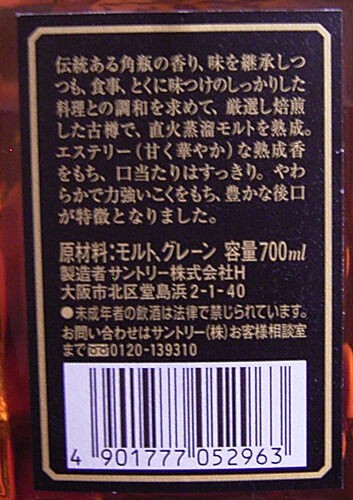 伝統ある角瓶の香り、味を継承しつ
つも、食事、とくに味つけのしっかりした
料理との調和を求めて、厳選し焙煎
した古樽で、直火蒸溜モルトを熟成。
エステリー(甘く華やか)な熟成香
をもち、口当たりはすっきり。やわ
らかで力強いこくをもち、豊かな後口
が特徴となりました。
原材料:モルト、グレーン 容量700ml
製造者サントリー株式会社H
大阪市北区堂島浜2-1-40
●未成年者の飲酒は法律で禁じられています。
お問い合わせはサントリー(株)お客様相談室
まで 0120-139310
4 901777 052963